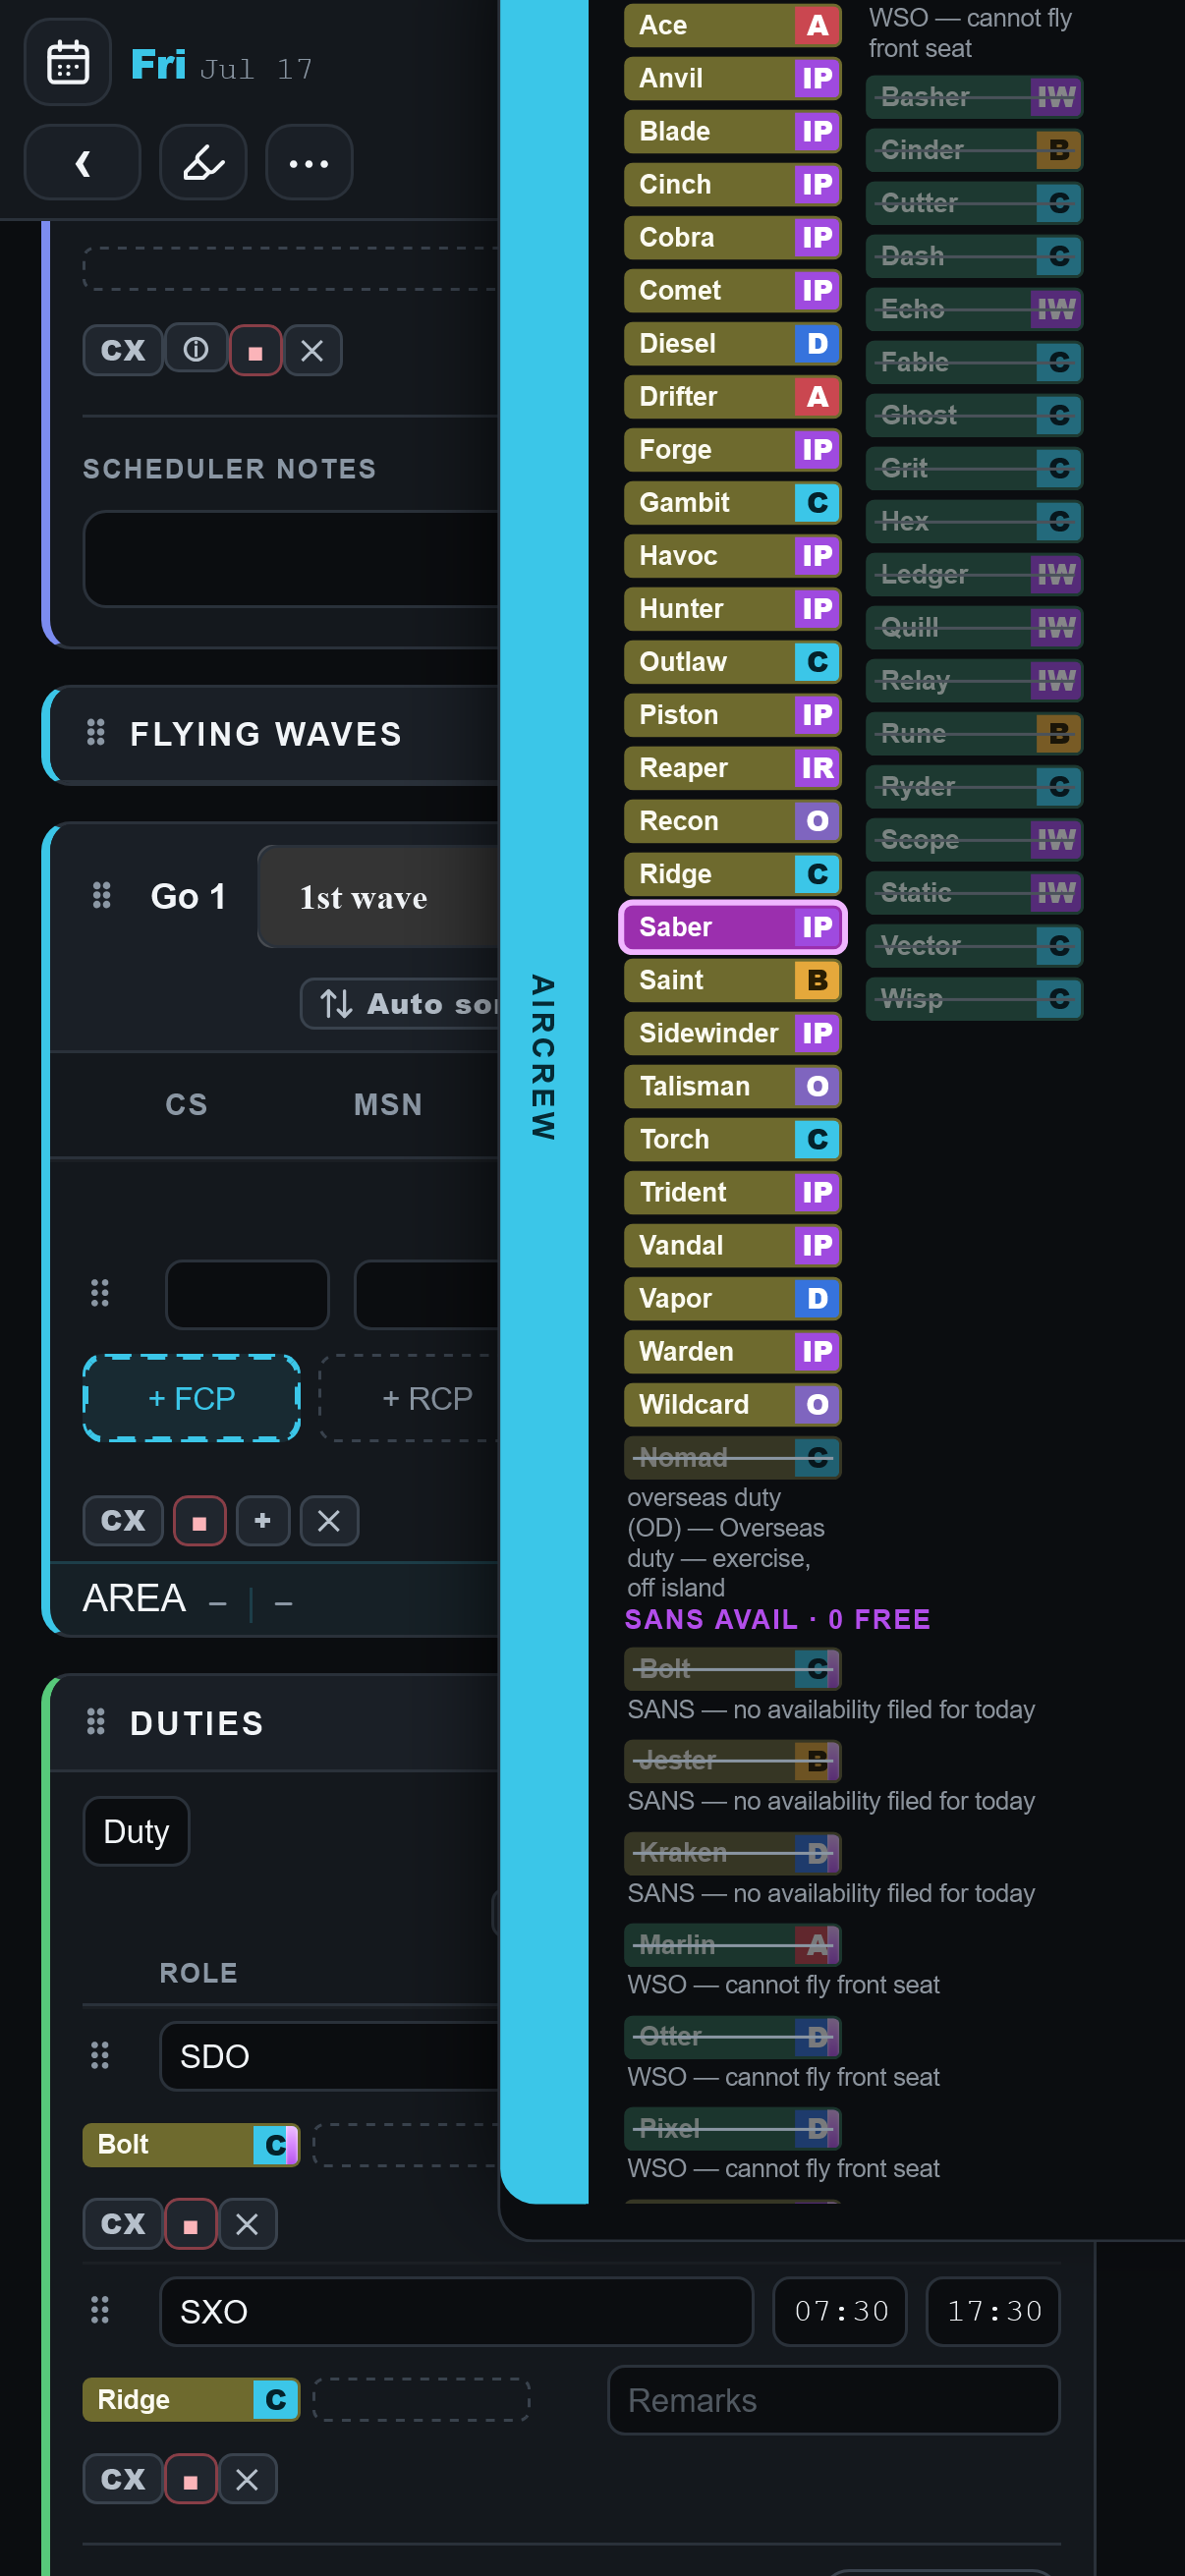 Fri Jul 17
CX
SCHEDULER NOTES
FLYING WAVES
Go 1
1st wave
CS
MSN
+ FCP
+ RCP
CX
+
AREA – | –
DUTIES
Duty
ROLE
SDO
Bolt C
CX
SXO
07:30
17:30
Ridge C
Remarks
CX
AIRCREW
Ace A
Anvil IP
Blade IP
Cinch IP
Cobra IP
Comet IP
Diesel D
Drifter A
Forge IP
Gambit C
Havoc IP
Hunter IP
Outlaw C
Piston IP
Reaper IR
Recon O
Ridge C
Saber IP
Saint B
Sidewinder IP
Talisman O
Torch C
Trident IP
Vandal IP
Vapor D
Warden IP
Wildcard O
Nomad C
overseas duty
(OD) — Overseas
duty — exercise,
off island
WSO — cannot fly
front seat
Basher IW
Cinder B
Cutter C
Dash C
Echo IW
Fable C
Ghost C
Grit C
Hex C
Ledger IW
Quill IW
Relay IW
Rune B
Ryder C
Scope IW
Static IW
Vector C
Wisp C
SANS AVAIL · 0 FREE
Bolt C
SANS — no availability filed for today
Jester B
SANS — no availability filed for today
Kraken D
SANS — no availability filed for today
Marlin A
WSO — cannot fly front seat
Otter D
WSO — cannot fly front seat
Pixel D
WSO — cannot fly front seat